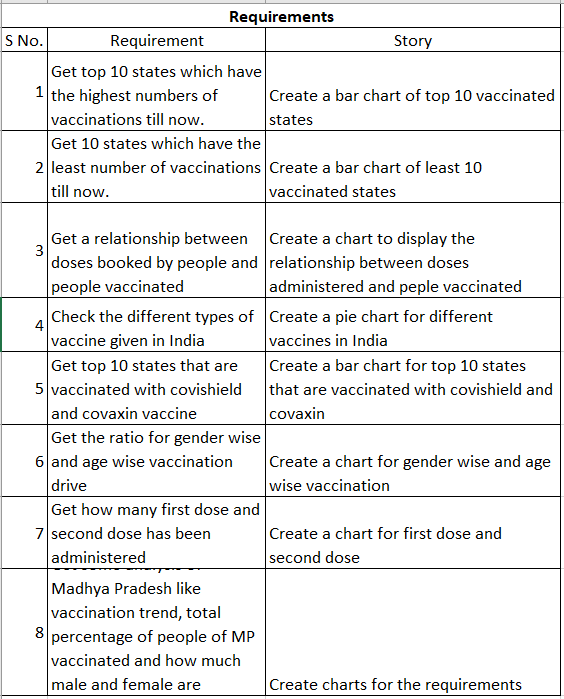 Requirements
S No. Requirement Story
1 Get top 10 states which have
the highest numbers of
vaccinations till now.
Create a bar chart of top 10 vaccinated
states
2 Get 10 states which have the
least number of vaccinations
till now.
Create a bar chart of least 10
vaccinated states
3 Get a relationship between
doses booked by people and
people vaccinated
Create a chart to display the
relationship between doses
administered and peple vaccinated
4 Check the different types of
vaccine given in India
Create a pie chart for different
vaccines in India
5 Get top 10 states that are
vaccinated with covishield
and covaxin vaccine
Create a bar chart for top 10 states
that are vaccinated with covishield and
covaxin
6 Get the ratio for gender wise
and age wise vaccination
drive
Create a chart for gender wise and age
wise vaccination
7 Get how many first dose and
second dose has been
administered
Create a chart for first dose and
second dose
8 Madhya Pradesh like
vaccination trend, total
percentage of people of MP
vaccinated and how much
male and female are
Create charts for the requirements